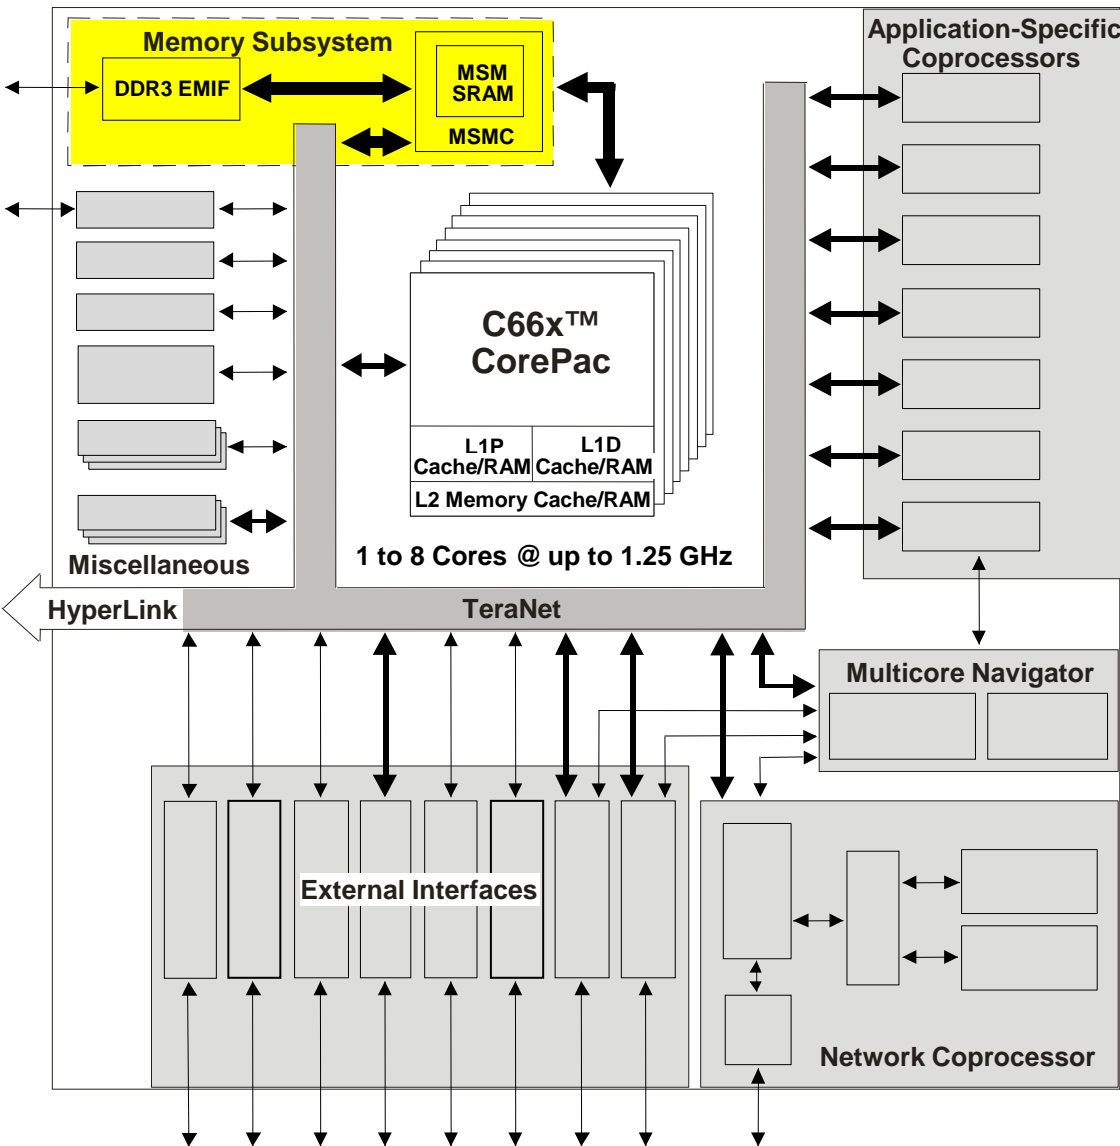 Memory Subsystem
DDR3 EMIF
MSM
SRAM
MSMC
Application-Specific
Coprocessors
C66x™
CorePac
L1P
Cache/RAM
L1D
Cache/RAM
L2 Memory Cache/RAM
1 to 8 Cores @ up to 1.25 GHz
Miscellaneous
HyperLink
TeraNet
Multicore Navigator
External Interfaces
Network Coprocessor